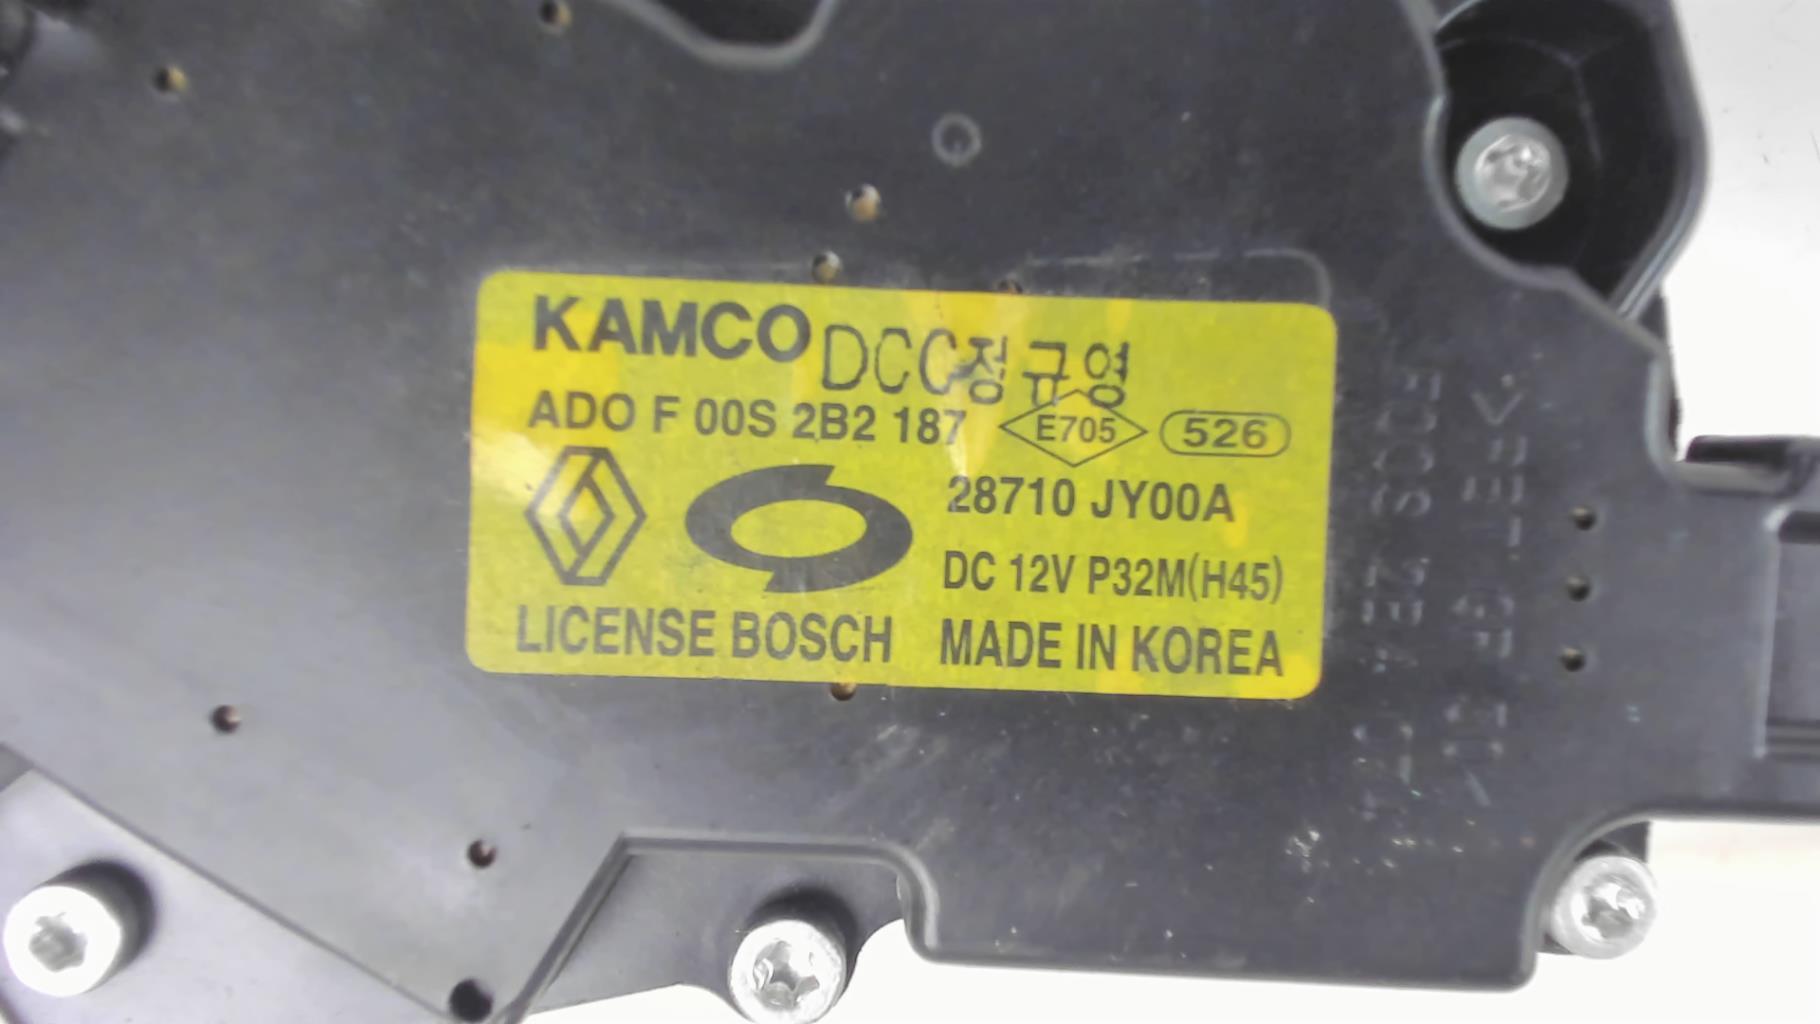 KAMCO DCC정규영
ADO F 00S 2B2 187 E705 526
28710 JY00A
DC 12V P32M(H45)
LICENSE BOSCH MADE IN KOREA